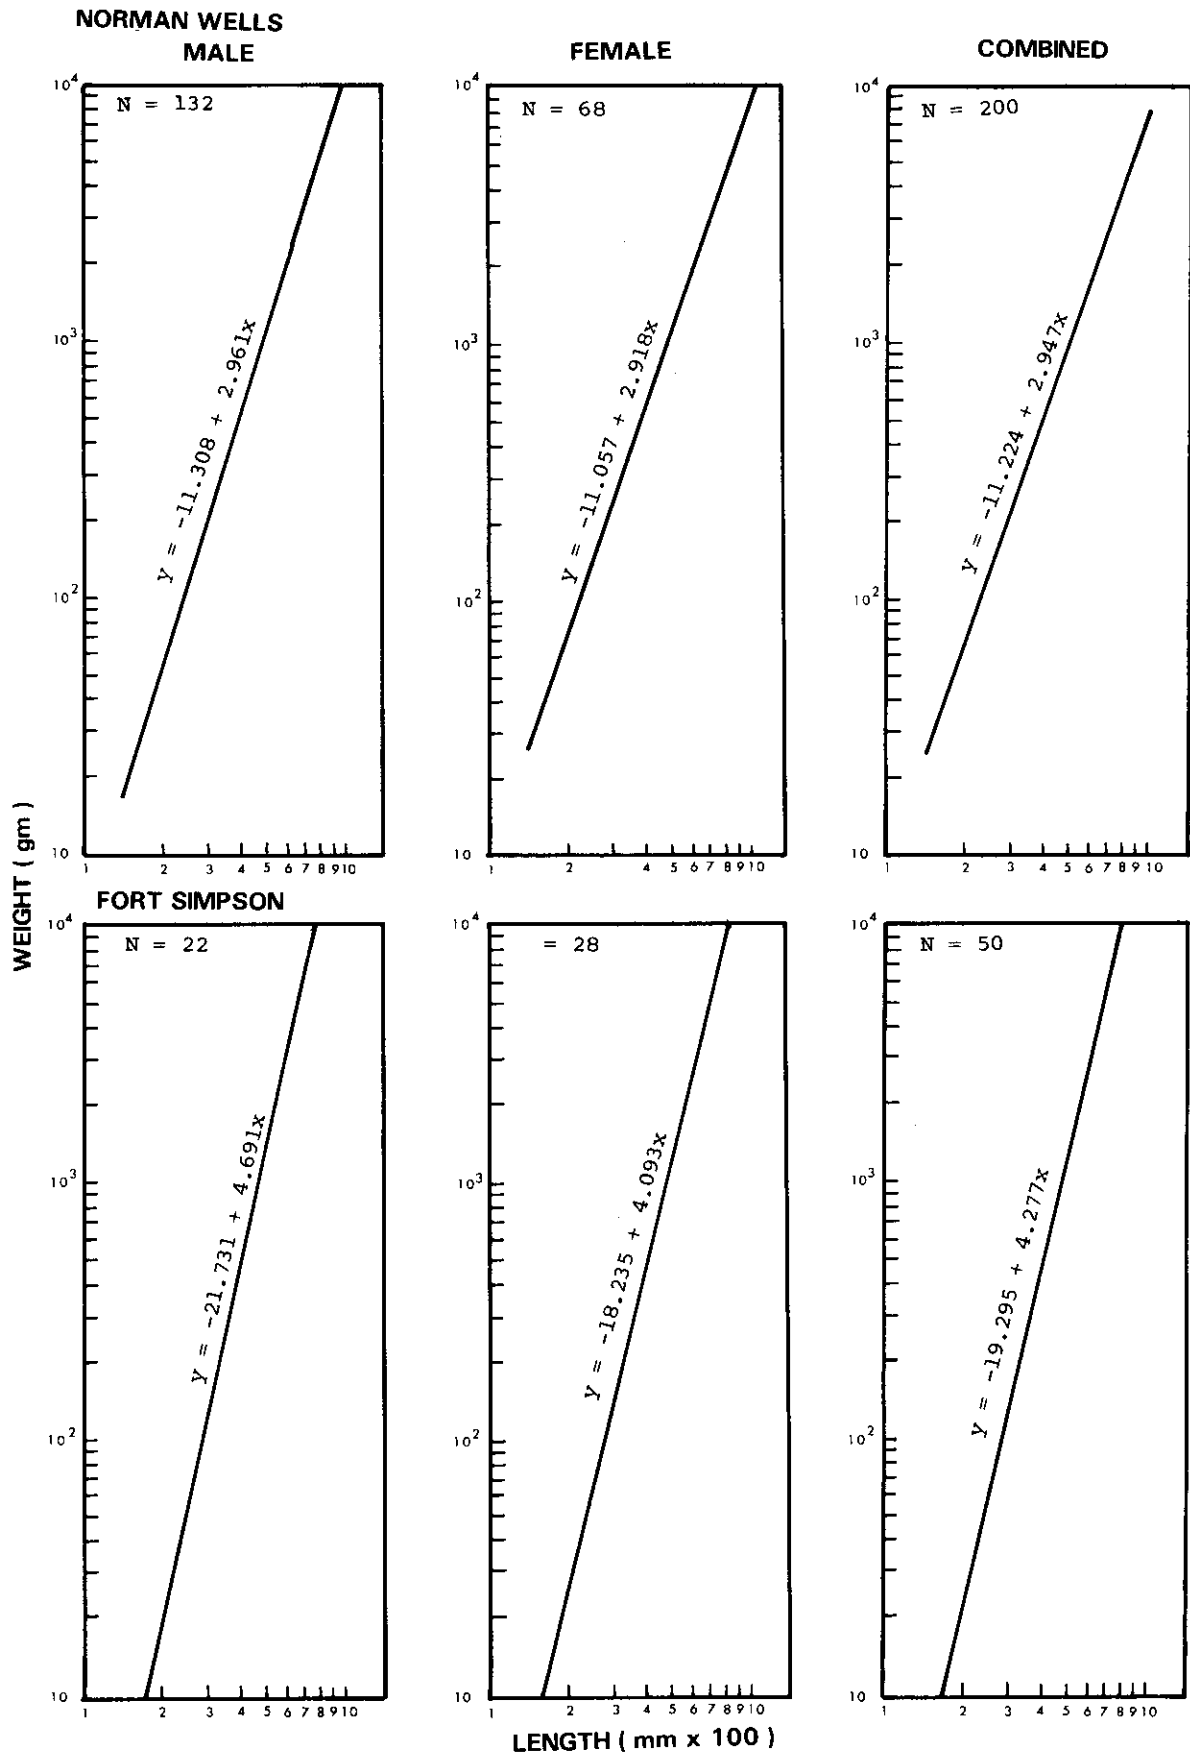 NORMAN WELLS
MALE
FEMALE
COMBINED
10⁴
N = 132
10³
10²
10
y = -11.308 + 2.961x
1 2 3 4 5 6 7 8 9 10
10⁴
N = 68
10³
10²
10
y = -11.057 + 2.918x
1 2 3 4 5 6 7 8 9 10
10⁴
N = 200
10³
10²
10
y = -11.224 + 2.947x
1 2 3 4 5 6 7 8 9 10
WEIGHT ( gm )
FORT SIMPSON
10⁴
N = 22
10³
10²
10
y = -21.731 + 4.691x
1 2 3 4 5 6 7 8 9 10
10⁴
= 28
10³
10²
10
y = -18.235 + 4.093x
1 2 3 4 5 6 7 8 9 10
10⁴
N = 50
10³
10²
10
y = -19.295 + 4.277x
1 2 3 4 5 6 7 8 9 10
LENGTH ( mm x 100 )